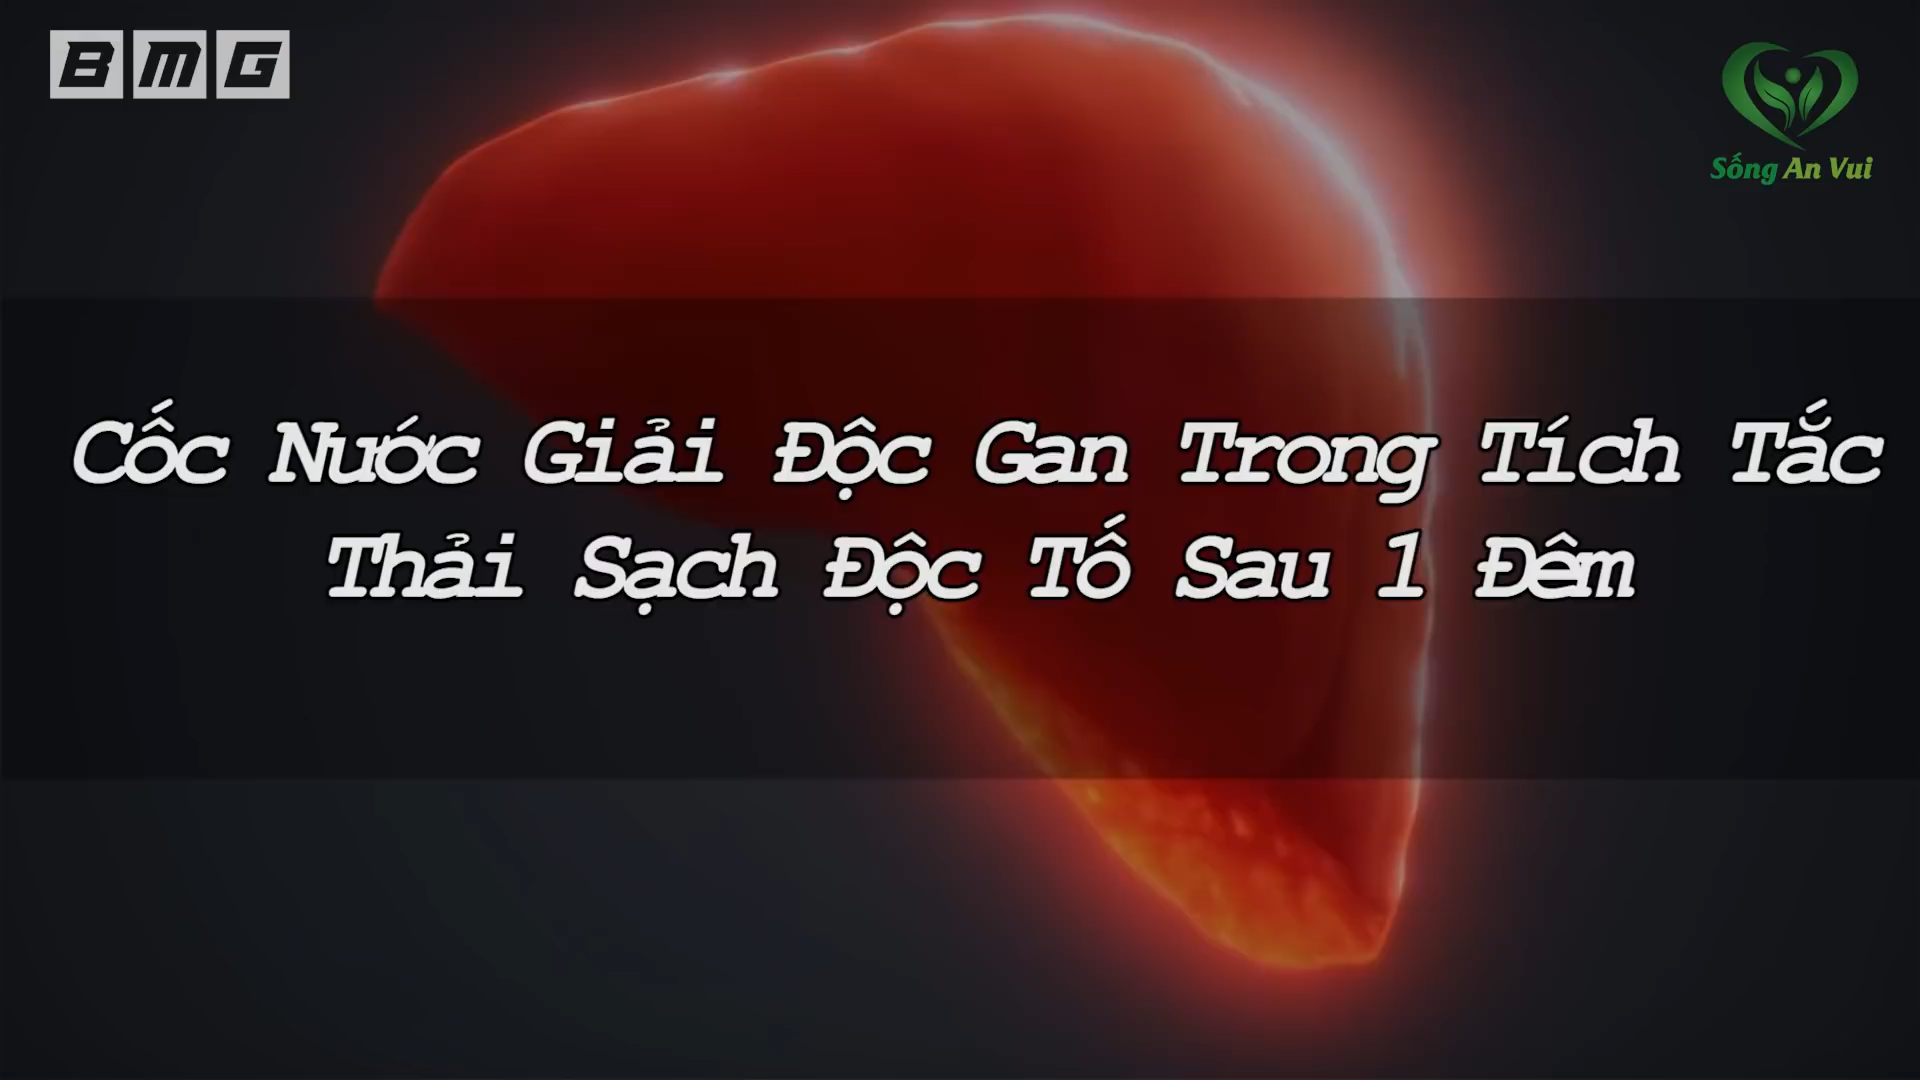 BMG
Sống An Vui
Cốc Nước Giải Độc Gan Trong Tích Tắc
Thải Sạch Độc Tố Sau 1 Đêm